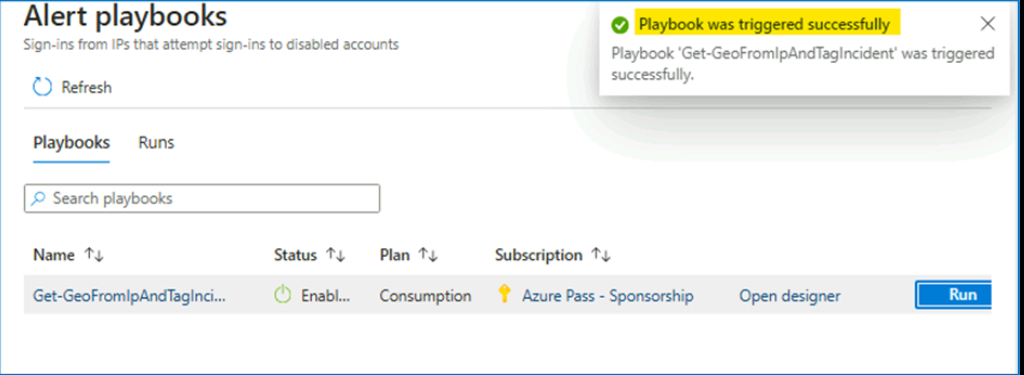 Alert playbooks
Sign-ins from IPs that attempt sign-ins to disabled accounts
Playbook was triggered successfully
Playbook 'Get-GeoFromIpAndTagIncident' was triggered
successfully.
Refresh
Playbooks Runs
Search playbooks
Name Status Plan Subscription
Get-GeoFromIpAndTagInci... Enabl... Consumption Azure Pass - Sponsorship Open designer Run